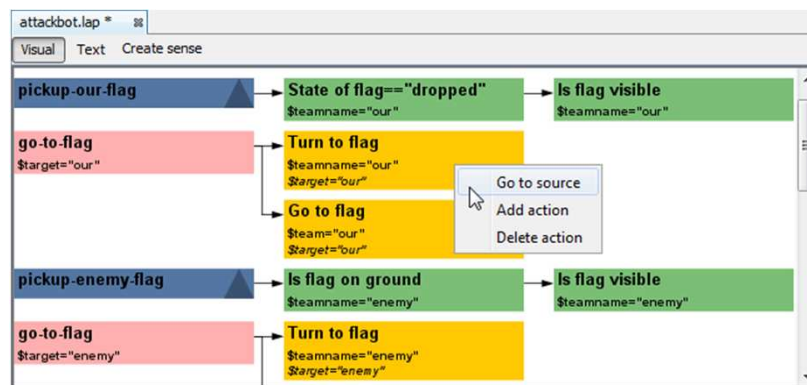 attackbot.lap *
Visual Text Create sense
pickup-our-flag
State of flag=="dropped"
$teamname="our"
Is flag visible
$teamname="our"
go-to-flag
$target="our"
Turn to flag
$teamname="our"
$target="our"
Go to flag
$team="our"
$target="our"
Go to source
Add action
Delete action
pickup-enemy-flag
Is flag on ground
$teamname="enemy"
Is flag visible
$teamname="enemy"
go-to-flag
$target="enemy"
Turn to flag
$teamname="enemy"
$target="enemy"